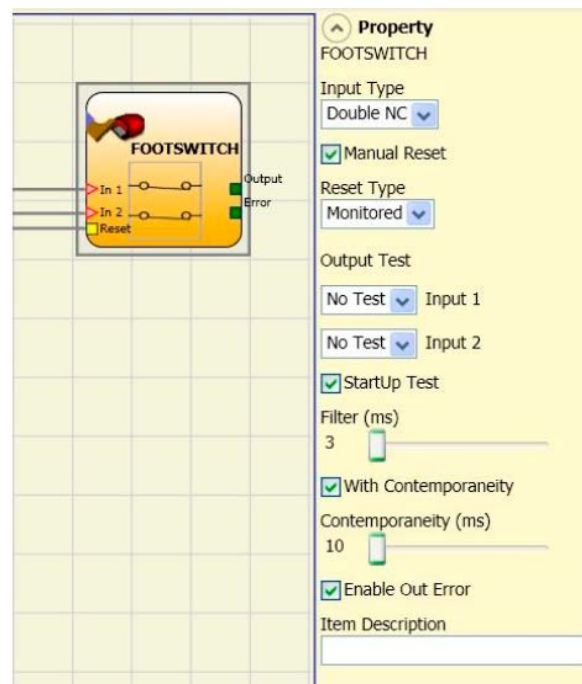 FOOTSWITCH
In 1
In 2
Reset
Output
Error
Property
FOOTSWITCH
Input Type
Double NC
Manual Reset
Reset Type
Monitored
Output Test
No Test Input 1
No Test Input 2
StartUp Test
Filter (ms)
3
With Contemporaneity
Contemporaneity (ms)
10
Enable Out Error
Item Description